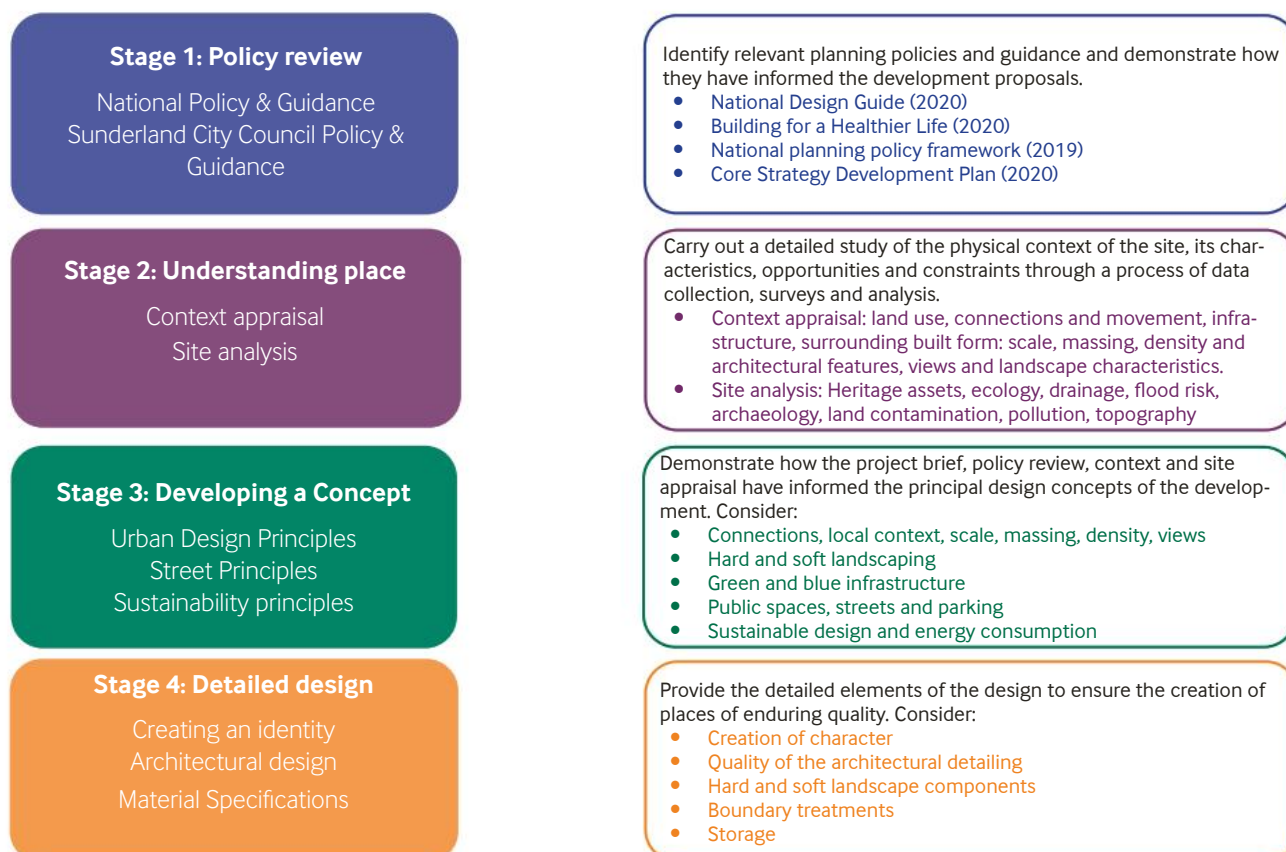 Stage 1: Policy review
National Policy & Guidance
Sunderland City Council Policy &
Guidance
Identify relevant planning policies and guidance and demonstrate how
they have informed the development proposals.
• National Design Guide (2020)
• Building for a Healthier Life (2020)
• National planning policy framework (2019)
• Core Strategy Development Plan (2020)
Stage 2: Understanding place
Context appraisal
Site analysis
Carry out a detailed study of the physical context of the site, its char-
acteristics, opportunities and constraints through a process of data
collection, surveys and analysis.
• Context appraisal: land use, connections and movement, infra-
structure, surrounding built form: scale, massing, density and
architectural features, views and landscape characteristics.
• Site analysis: Heritage assets, ecology, drainage, flood risk,
archaeology, land contamination, pollution, topography
Stage 3: Developing a Concept
Urban Design Principles
Street Principles
Sustainability principles
Demonstrate how the project brief, policy review, context and site
appraisal have informed the principal design concepts of the develop-
ment. Consider:
• Connections, local context, scale, massing, density, views
• Hard and soft landscaping
• Green and blue infrastructure
• Public spaces, streets and parking
• Sustainable design and energy consumption
Stage 4: Detailed design
Creating an identity
Architectural design
Material Specifications
Provide the detailed elements of the design to ensure the creation of
places of enduring quality. Consider:
• Creation of character
• Quality of the architectural detailing
• Hard and soft landscape components
• Boundary treatments
• Storage